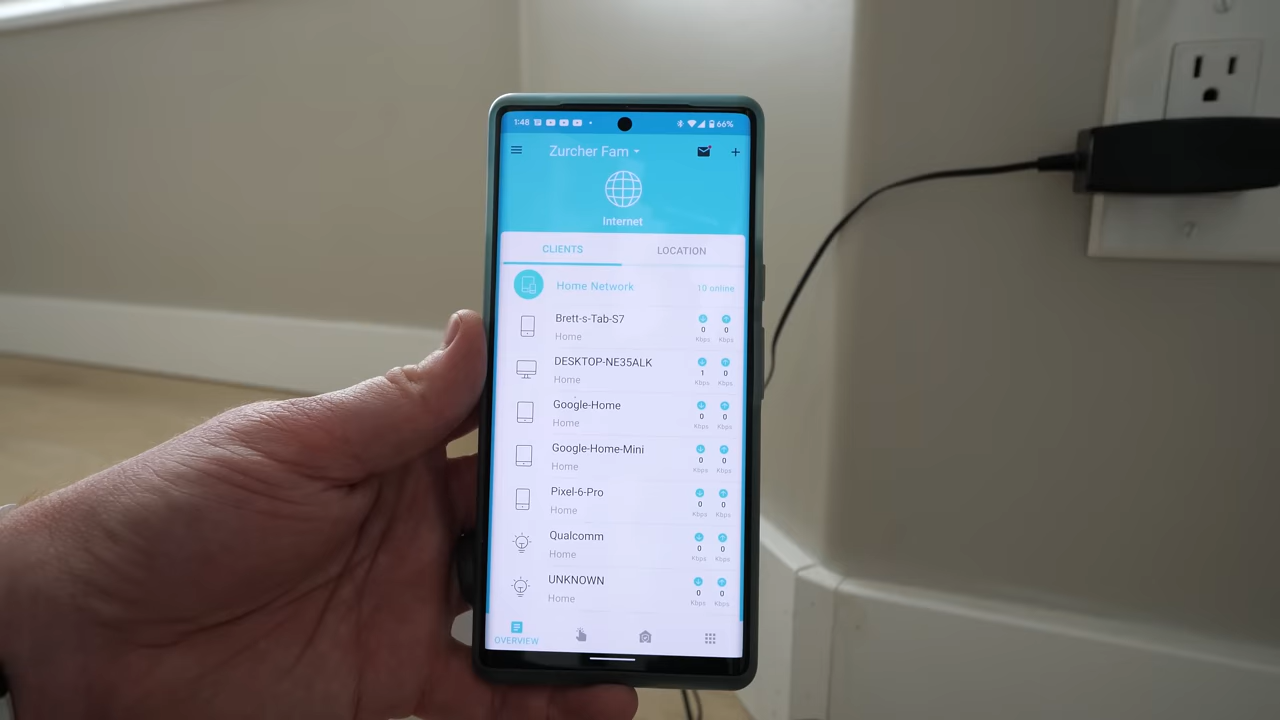 1:48
66%
Zurcher Fam
Internet
CLIENTS LOCATION
Home Network 10 online
Brett-s-Tab-S7 0 0
Home Kbps Kbps
DESKTOP-NE35ALK 1 0
Home Kbps Kbps
Google-Home 0 0
Home Kbps Kbps
Google-Home-Mini 0 0
Home Kbps Kbps
Pixel-6-Pro 0 0
Home Kbps Kbps
Qualcomm 0 0
Home Kbps Kbps
UNKNOWN 0 0
Home Kbps Kbps
OVERVIEW